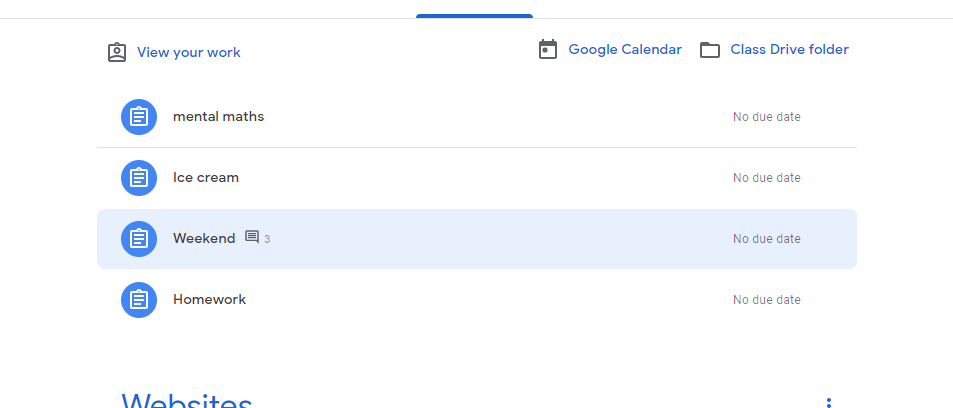 View your work
Google Calendar
Class Drive folder
mental maths
No due date
Ice cream
No due date
Weekend 3
No due date
Homework
No due date
Websites